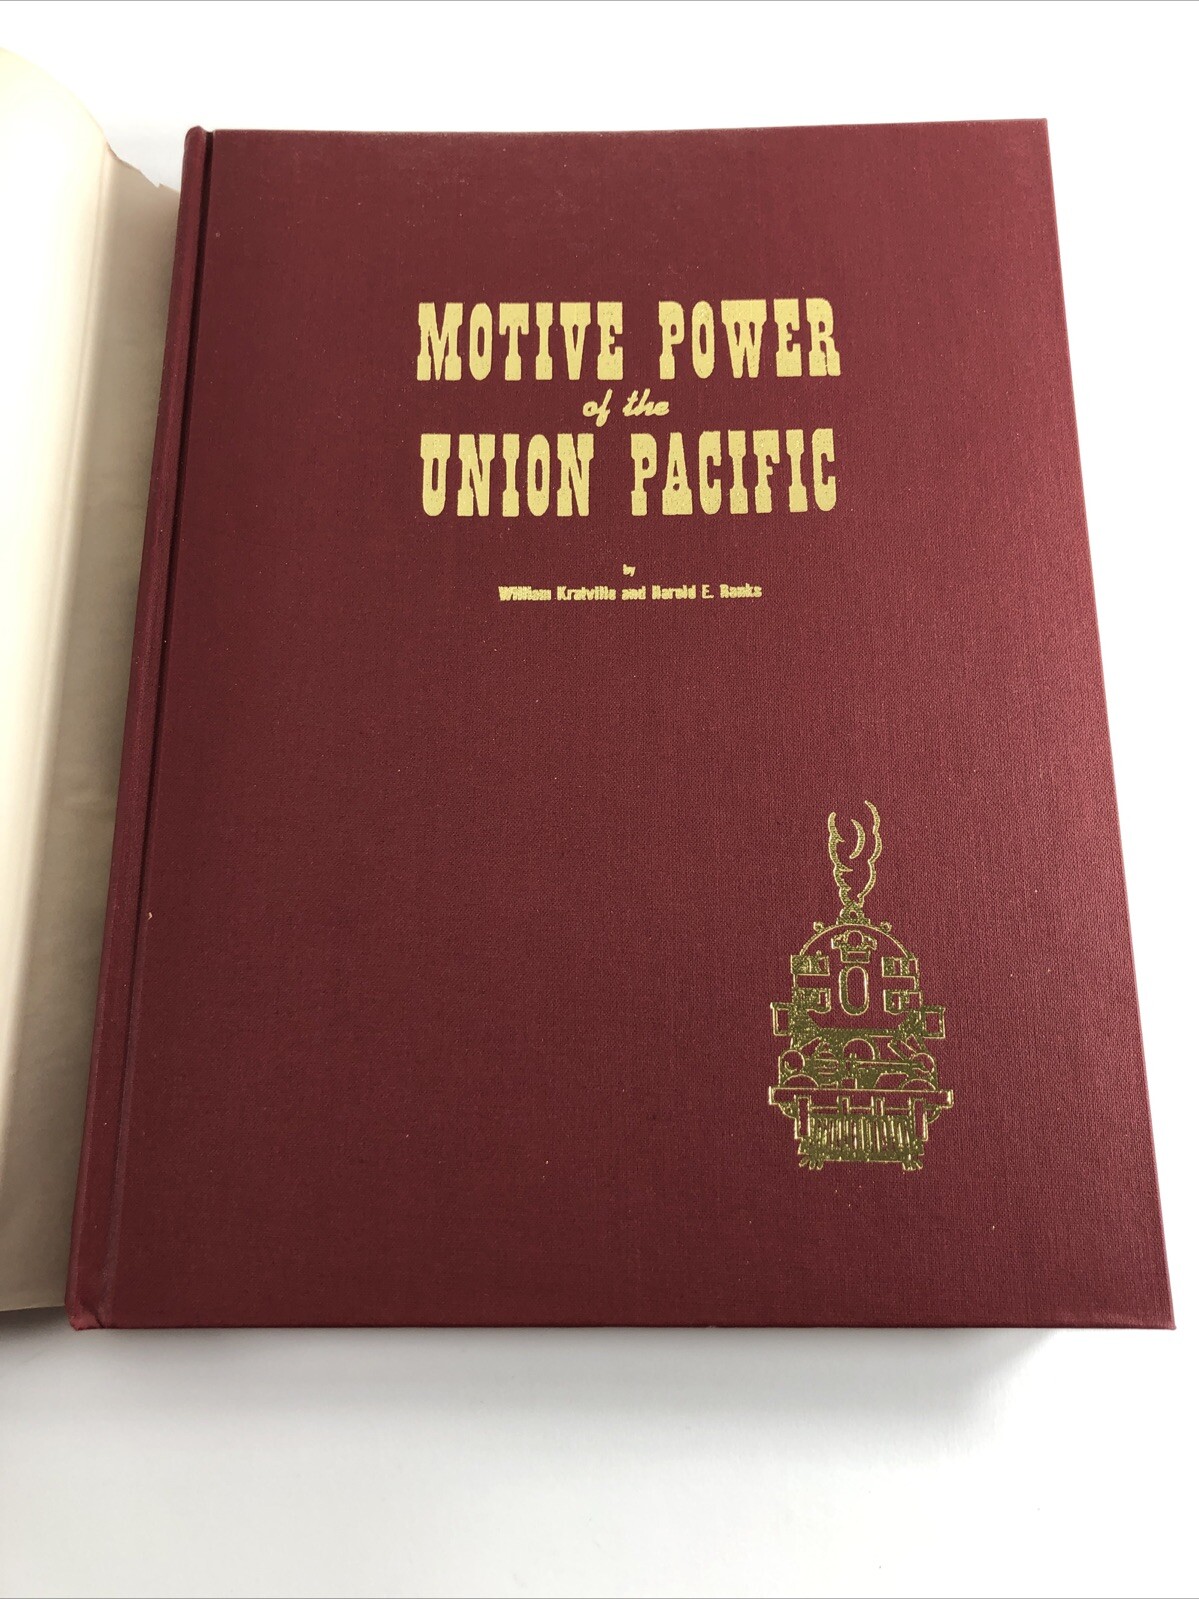 MOTIVE POWER
of the
UNION PACIFIC
by
William Kratville and Harold E. Ranks